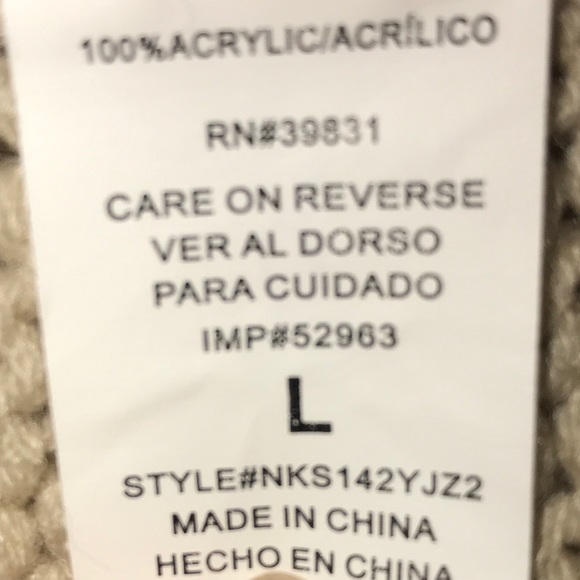 100%ACRYLIC/ACRÍLICO
RN#39831
CARE ON REVERSE
VER AL DORSO
PARA CUIDADO
IMP#52963
L
STYLE#NKS142YJZ2
MADE IN CHINA
HECHO EN CHINA